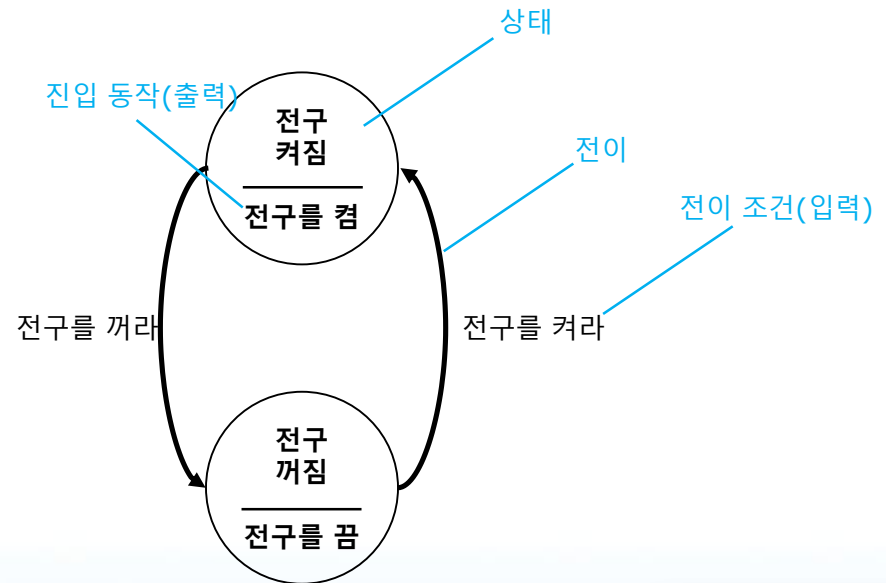 상태
진입 동작(출력)
전구
켜짐
전구를 켬
전이
전이 조건(입력)
전구를 꺼라
전구를 켜라
전구
꺼짐
전구를 끔